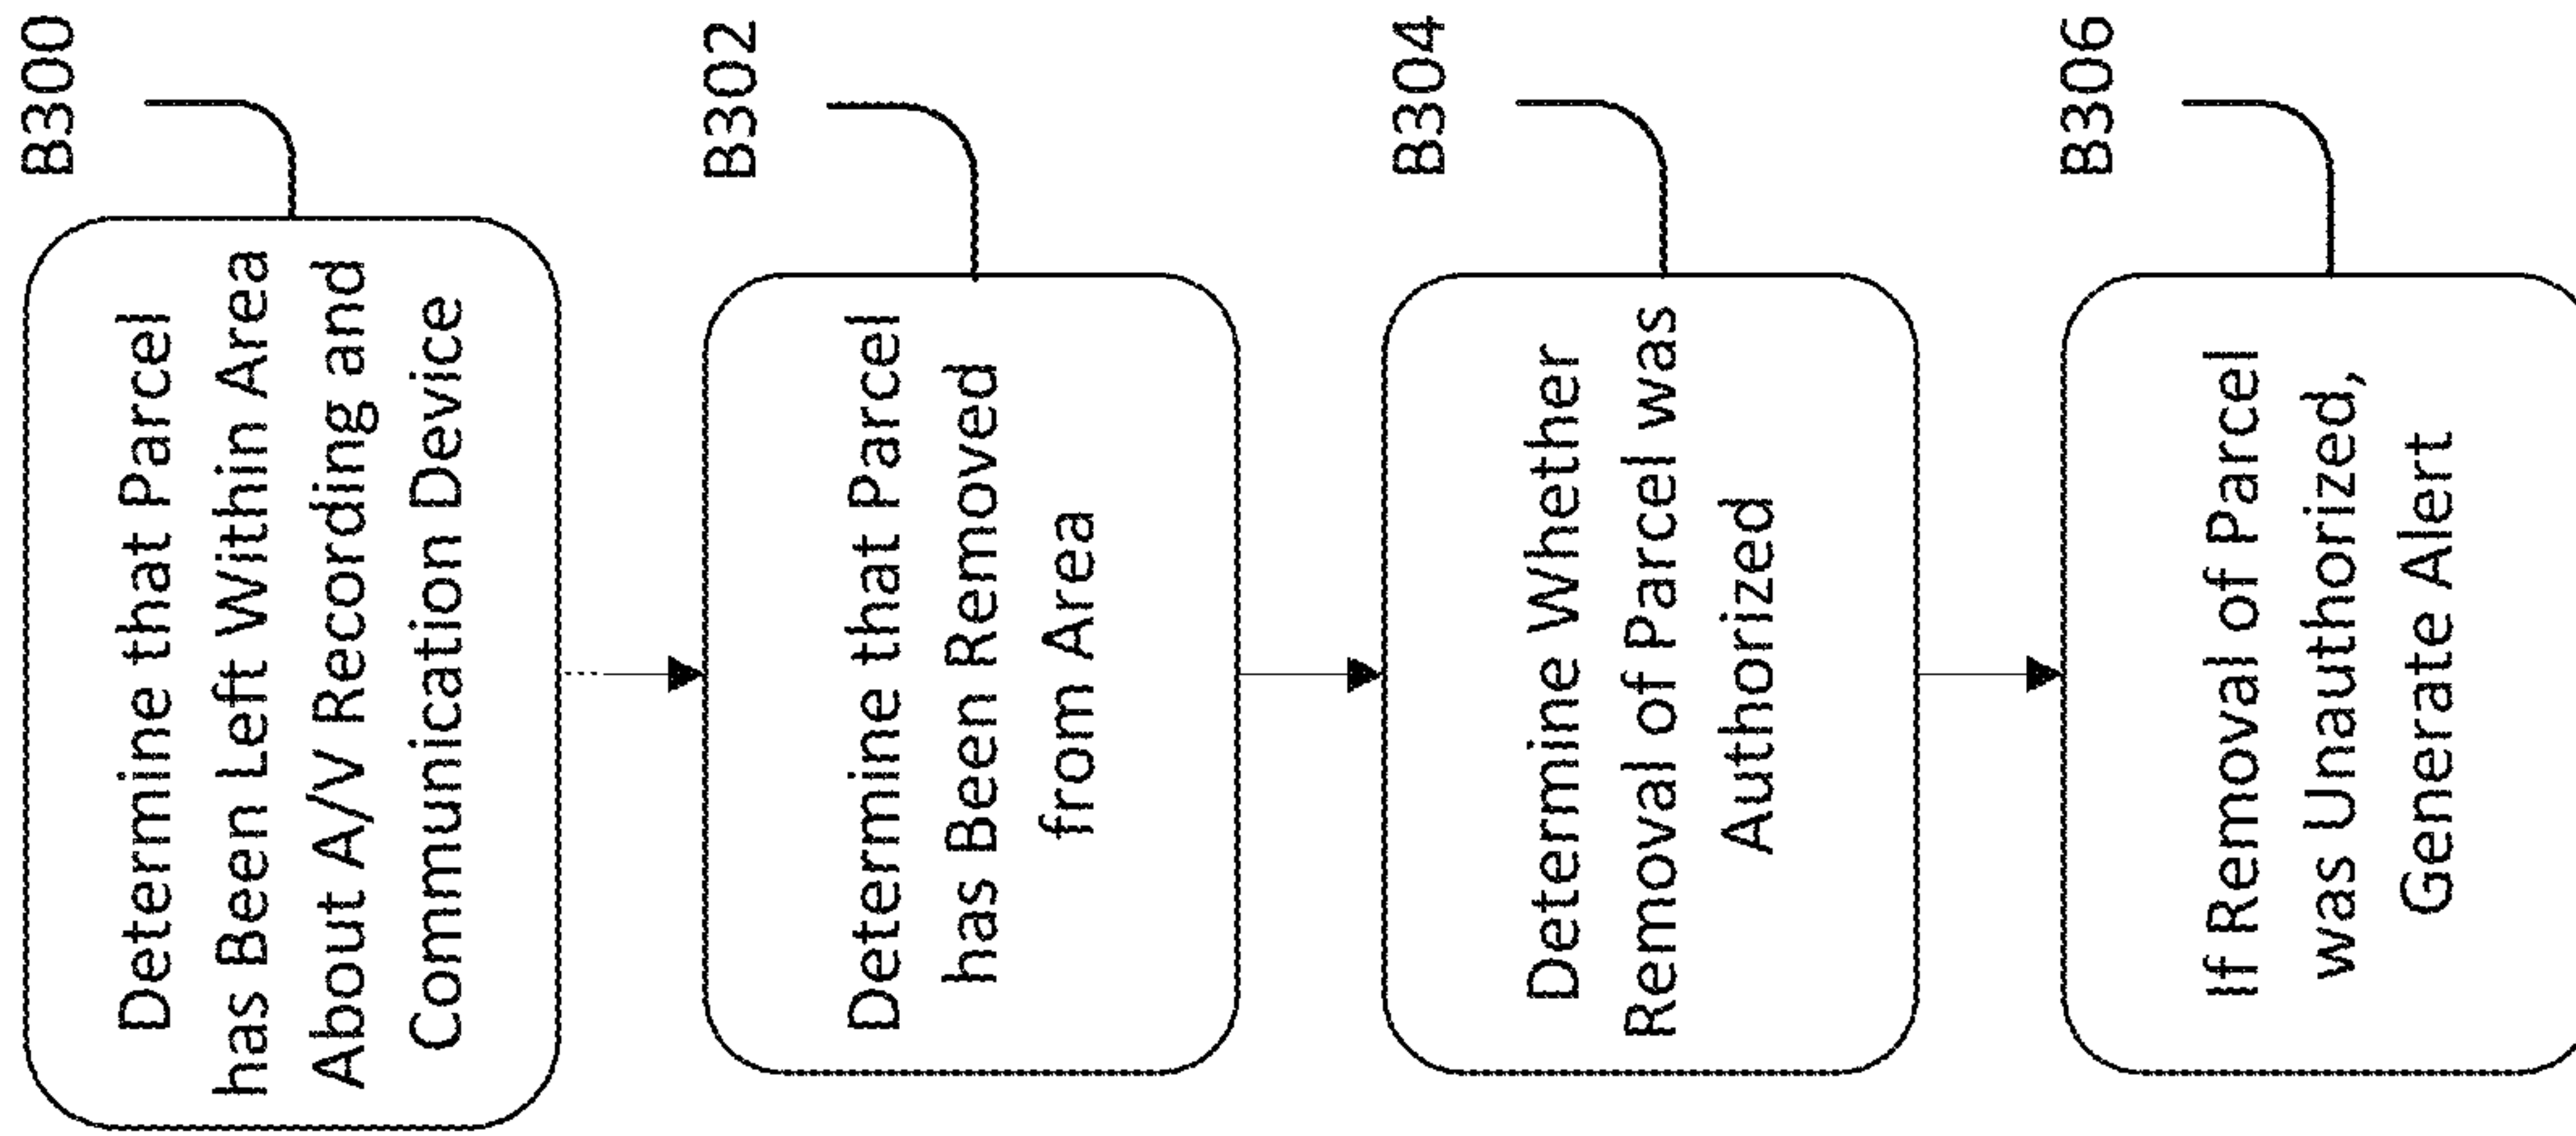 B300
Determine that Parcel
has Been Left Within Area
About A/V Recording and
Communication Device
B302
Determine that Parcel
has Been Removed
from Area
B304
Determine Whether
Removal of Parcel was
Authorized
B306
If Removal of Parcel
was Unauthorized,
Generate Alert